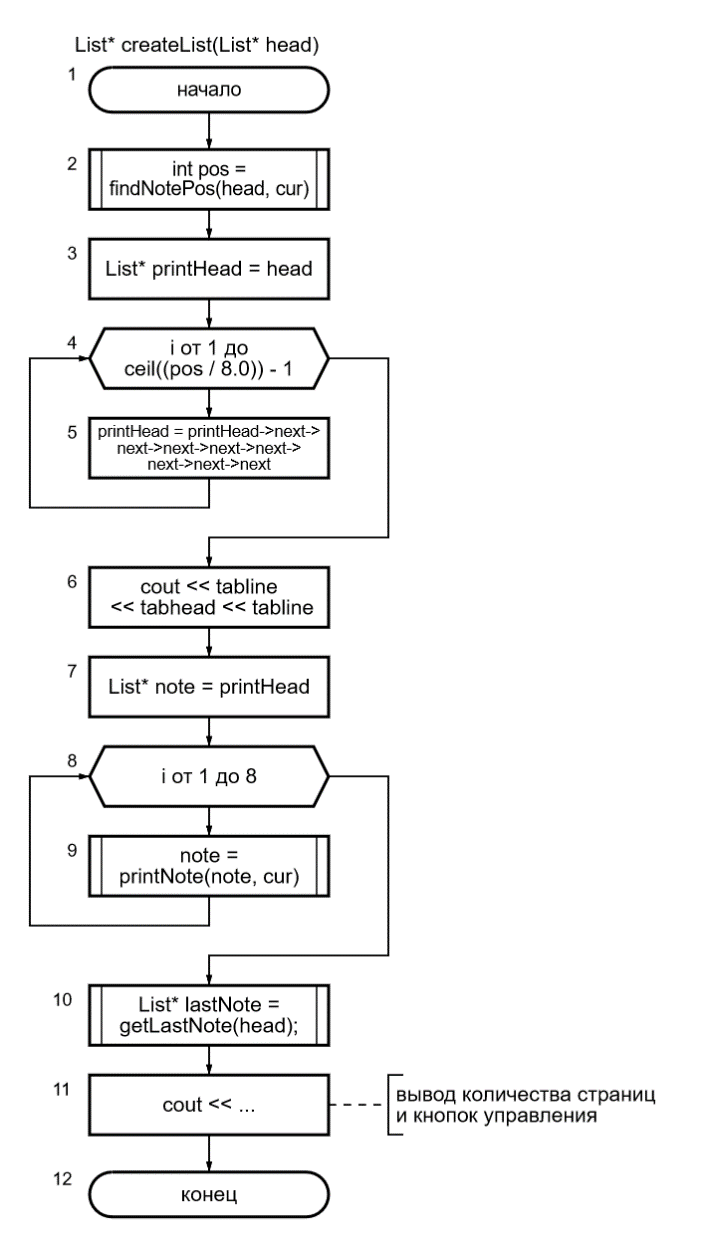 List* createList(List* head)
1
начало
2
int pos =
findNotePos(head, cur)
3
List* printHead = head
4
i от 1 до
ceil((pos / 8.0)) - 1
5
printHead = printHead->next->
next->next->next->next->
next->next->next
6
cout << tabline
<< tabhead << tabline
7
List* note = printHead
8
i от 1 до 8
9
note =
printNote(note, cur)
10
List* lastNote =
getLastNote(head);
11
cout << ...
вывод количества страниц
и кнопок управления
12
конец